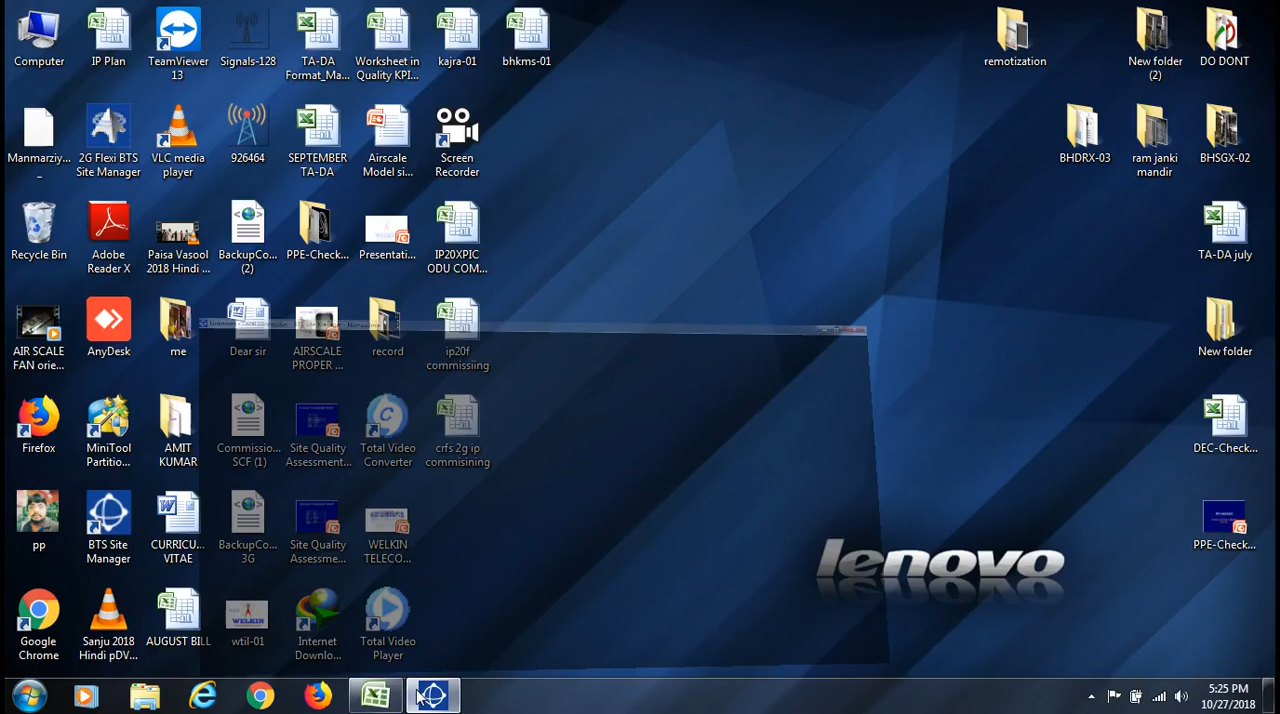 Computer
IP Plan
TeamViewer
13
Signals-128
TA-DA
Format_Ma...
Worksheet in
Quality KPI...
kajra-01
bhkms-01
remotization
New folder
(2)
DO DONT
Manmarziy...
_
2G Flexi BTS
Site Manager
VLC media
player
926464
SEPTEMBER
TA-DA
Airscale
Model si...
Screen
Recorder
BHDRX-03
ram janki
mandir
BHSGX-02
Recycle Bin
Adobe
Reader X
Paisa Vasool
2018 Hindi ...
BackupCo...
(2)
PPE-Check...
Presentati...
IP20XPIC
ODU COM...
TA-DA july
AIR SCALE
FAN orie...
AnyDesk
me
Dear sir
AIRSCALE
PROPER ...
record
ip20f
commissiing
New folder
Firefox
MiniTool
Partitio...
AMIT
KUMAR
Commissio...
SCF (1)
Site Quality
Assessment...
Total Video
Converter
crfs 2g ip
commisining
DEC-Check...
pp
BTS Site
Manager
CURRICU...
VITAE
BackupCo...
3G
Site Quality
Assessme...
WELKIN
TELECO...
PPE-Check...
lenovo
Google
Chrome
Sanju 2018
Hindi pDV...
AUGUST BILL
WELKIN
wtil-01
Internet
Downlo...
Total Video
Player
5:25 PM
10/27/2018